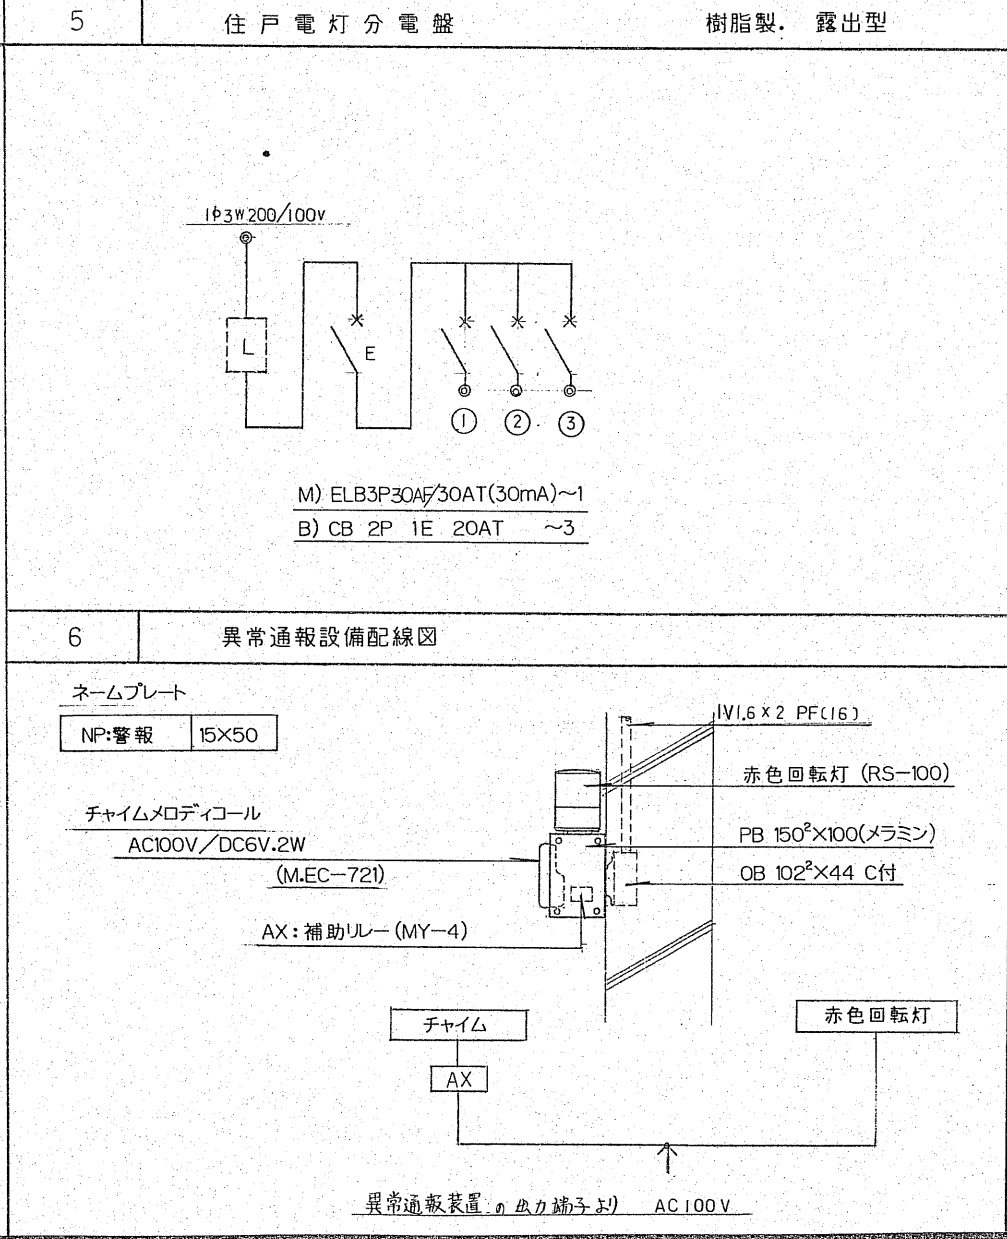 5 住戸電灯分電盤 樹脂製. 露出型
1φ3W200/100V
L
E
① ② ③
M) ELB3P30AF/30AT(30mA)~1
B) CB 2P 1E 20AT ~3
6 異常通報設備配線図
ネームプレート
NP:警報 15×50
IV1.6×2 PF(16)
赤色回転灯 (RS-100)
チャイムメロディコール
AC100V/DC6V.2W
(M.EC-721)
PB 150²×100(メラミン)
OB 102²×44 C付
AX:補助リレー(MY-4)
チャイム
赤色回転灯
AX
異常通報装置の出力端子より AC100V